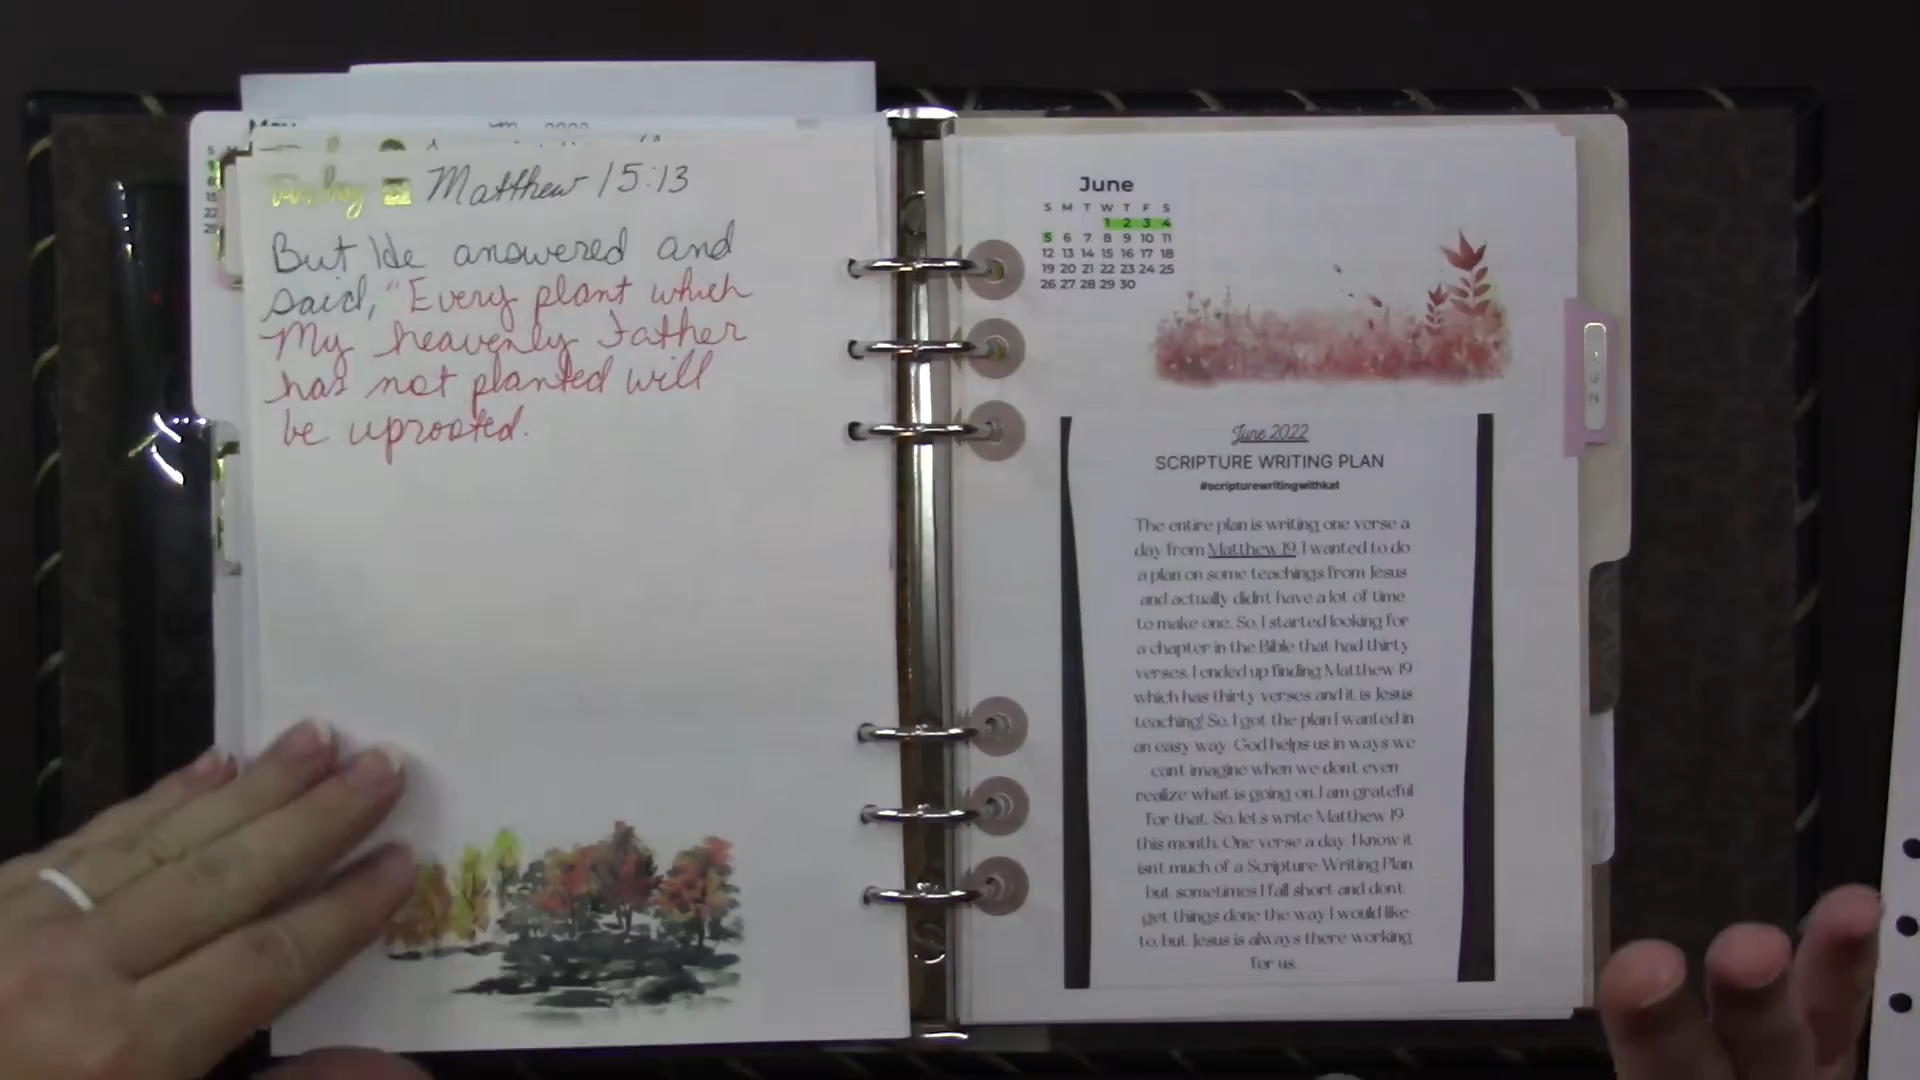 Tuesday Matthew 15:13
But He answered and
said, "Every plant which
My heavenly Father
has not planted will
be uprooted.
June
S M T W T F S
1 2 3 4
5 6 7 8 9 10 11
12 13 14 15 16 17 18
19 20 21 22 23 24 25
26 27 28 29 30
JUN
June 2022
SCRIPTURE WRITING PLAN
#scripturewritingwithkat
The entire plan is writing one verse a
day from Matthew 19. I wanted to do
a plan on some teachings from Jesus
and actually didnt have a lot of time
to make one. So, I started looking for
a chapter in the Bible that had thirty
verses. I ended up finding Matthew 19
which has thirty verses and it is Jesus
teaching! So, I got the plan I wanted in
an easy way. God helps us in ways we
cant imagine when we dont even
realize what is going on. I am grateful
for that. So, lets write Matthew 19
this month. One verse a day. I know it
isnt much of a Scripture Writing Plan
but sometimes I fall short and dont
get things done the way I would like
to, but Jesus is always there working
for us.